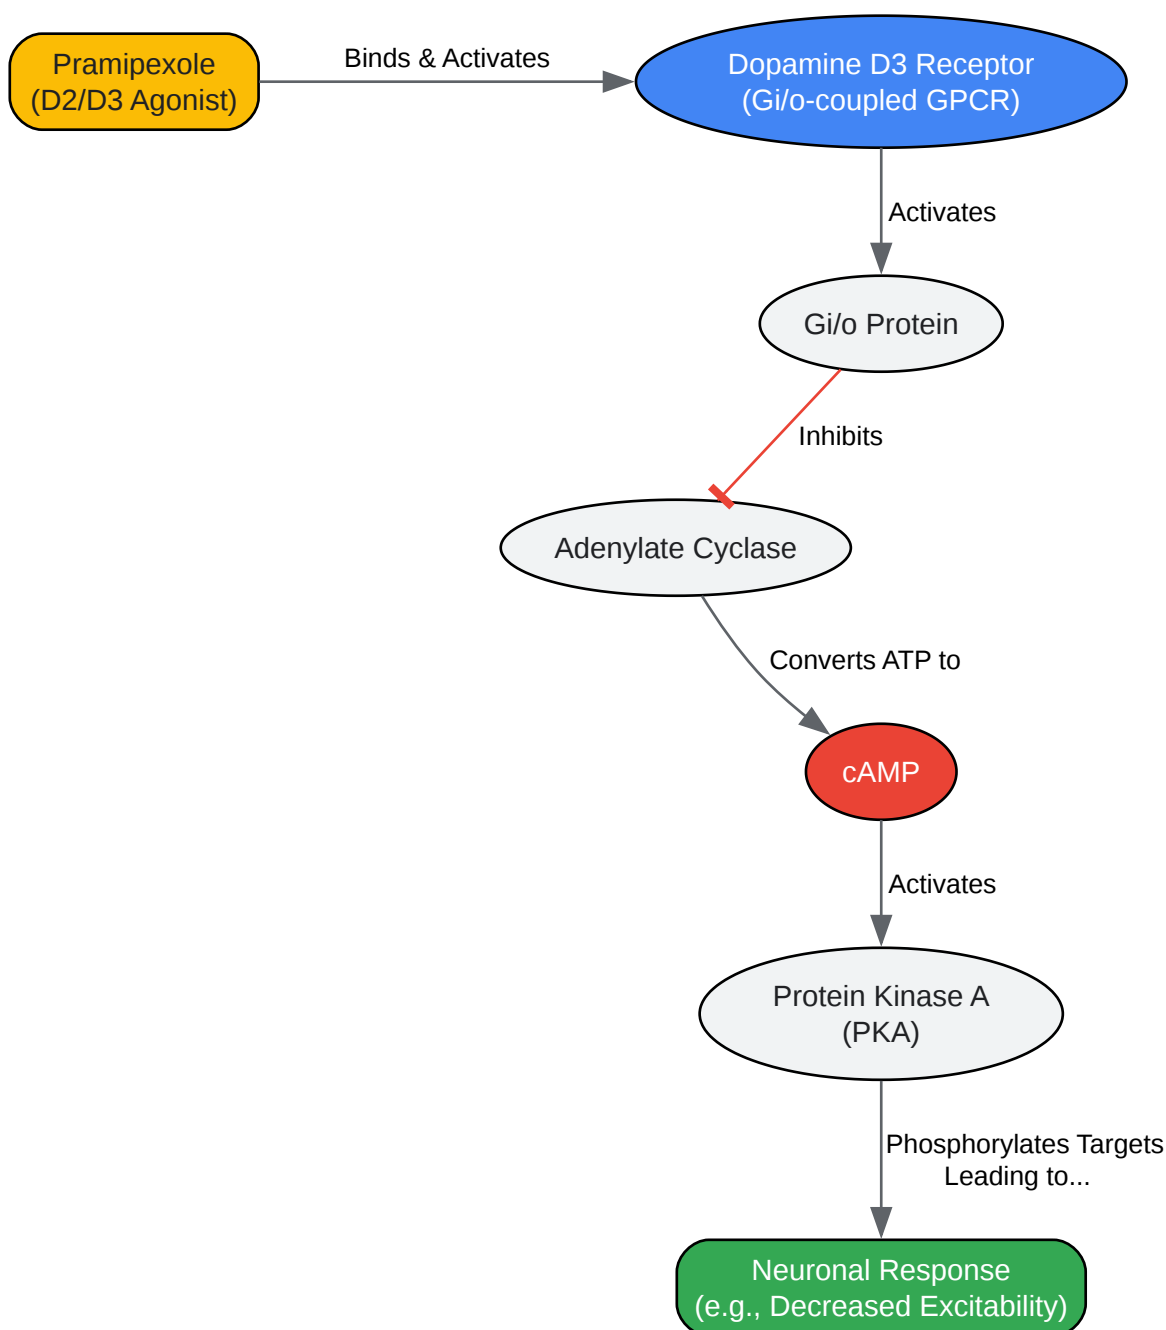 Pramipexole
(D2/D3 Agonist)
Binds & Activates
Dopamine D3 Receptor
(Gi/o-coupled GPCR)
Activates
Gi/o Protein
Inhibits
Adenylate Cyclase
Converts ATP to
cAMP
Activates
Protein Kinase A
(PKA)
Phosphorylates Targets
Leading to...
Neuronal Response
(e.g., Decreased Excitability)